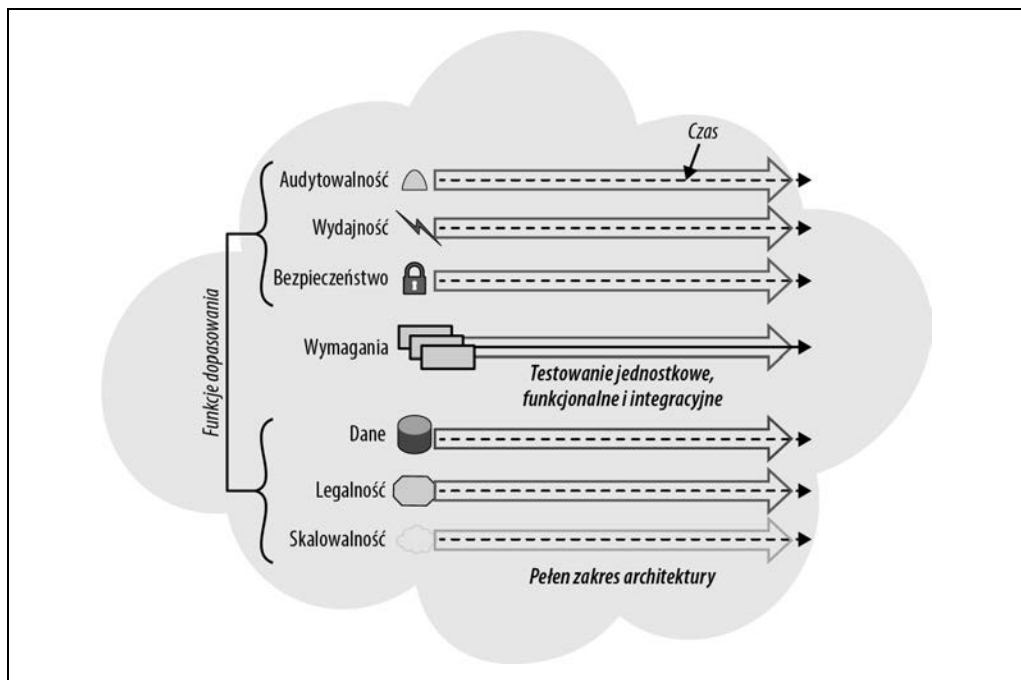 Czas
Audytowalność
Wydajność
Bezpieczeństwo
Funkcje dopasowania
Wymagania
Testowanie jednostkowe,
funkcjonalne i integracyjne
Dane
Legalność
Skalowalność
Pełen zakres architektury